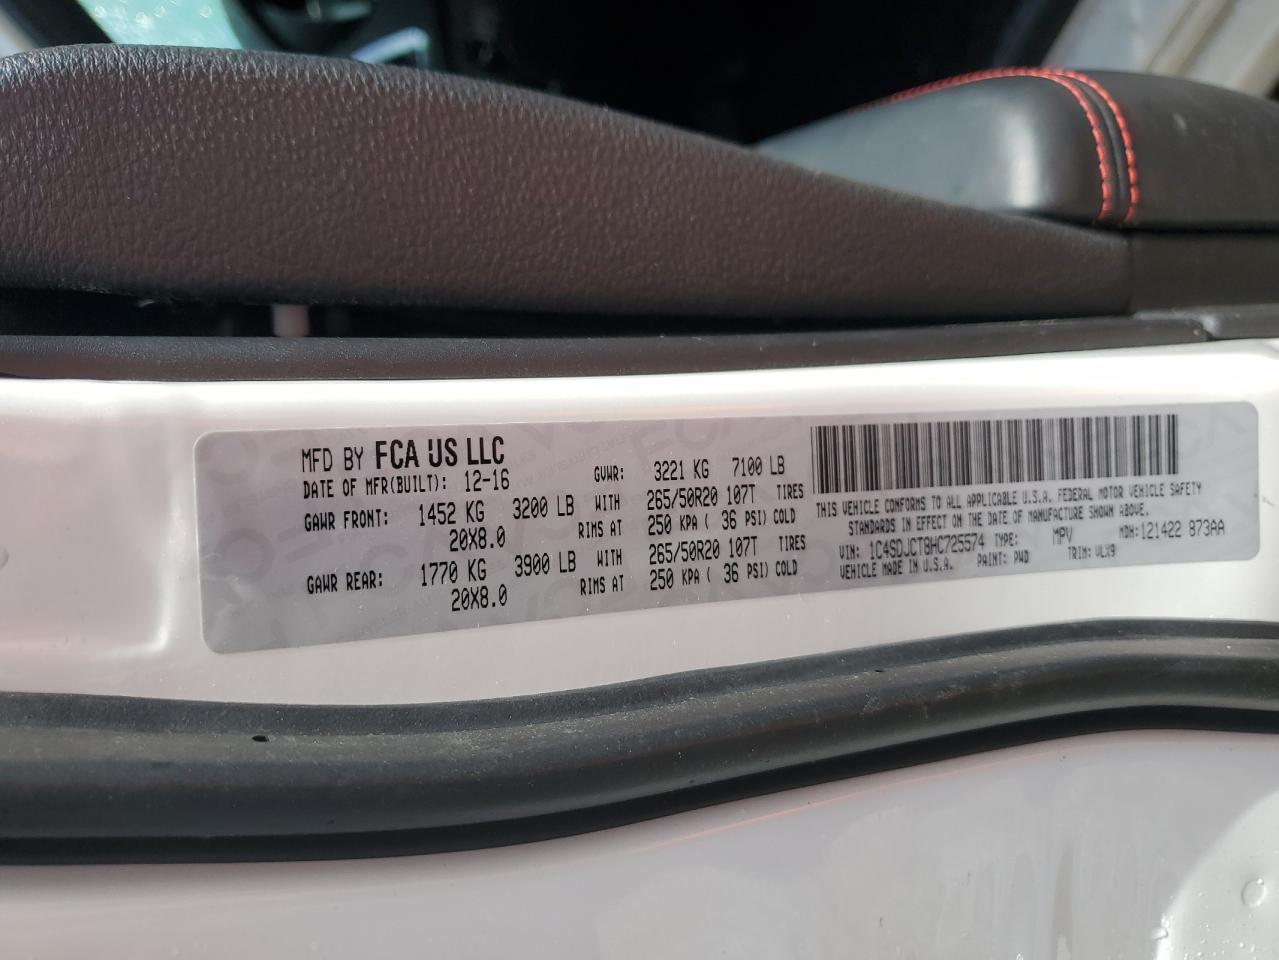 MFD BY FCA US LLC
DATE OF MFR(BUILT): 12-16 GVWR: 3221 KG 7100 LB
GAWR FRONT: 1452 KG 3200 LB WITH 265/50R20 107T TIRES
20X8.0 RIMS AT 250 KPA ( 36 PSI) COLD
GAWR REAR: 1770 KG 3900 LB WITH 265/50R20 107T TIRES
20X8.0 RIMS AT 250 KPA ( 36 PSI) COLD
THIS VEHICLE CONFORMS TO ALL APPLICABLE U.S.A. FEDERAL MOTOR VEHICLE SAFETY
STANDARDS IN EFFECT ON THE DATE OF MANUFACTURE SHOWN ABOVE.
VIN: 1C4SDJCT8HC725574 TYPE: MPV MDH:121422 873AA
VEHICLE MADE IN U.S.A. PAINT: PWD TRIM: VLX9